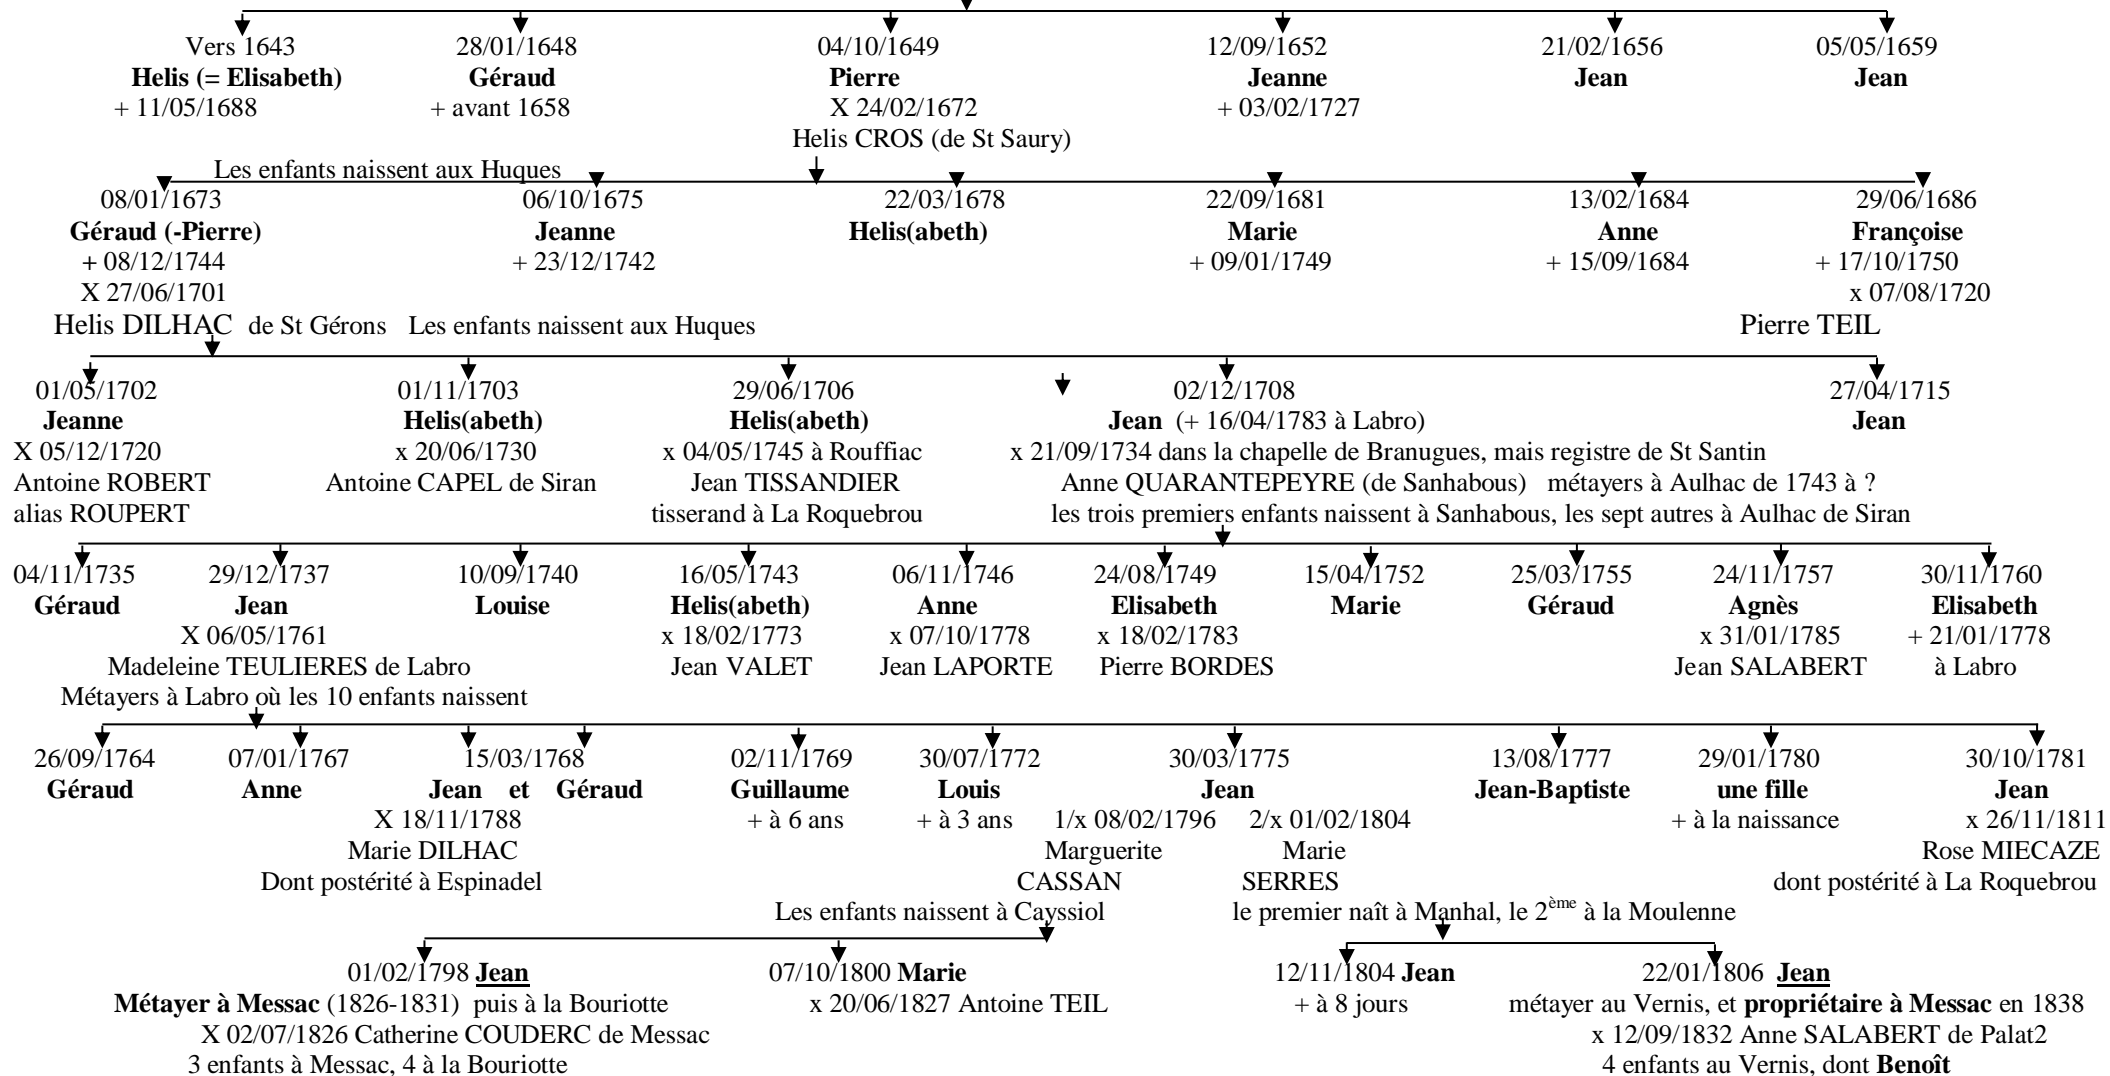 Vers 1643 28/01/1648 04/10/1649 12/09/1652 21/02/1656 05/05/1659
Helis (= Elisabeth) Géraud Pierre Jeanne Jean Jean
+ 11/05/1688 + avant 1658 X 24/02/1672 + 03/02/1727
Helis CROS (de St Saury)
Les enfants naissent aux Huques
08/01/1673 06/10/1675 22/03/1678 22/09/1681 13/02/1684 29/06/1686
Géraud (-Pierre) Jeanne Helis(abeth) Marie Anne Françoise
+ 08/12/1744 + 23/12/1742 + 09/01/1749 + 15/09/1684 + 17/10/1750
X 27/06/1701 x 07/08/1720
Helis DILHAC de St Gérons Les enfants naissent aux Huques Pierre TEIL
01/05/1702 01/11/1703 29/06/1706 02/12/1708 27/04/1715
Jeanne Helis(abeth) Helis(abeth) Jean (+ 16/04/1783 à Labro) Jean
X 05/12/1720 x 20/06/1730 x 04/05/1745 à Rouffiac x 21/09/1734 dans la chapelle de Branugues, mais registre de St Santin
Antoine ROBERT Antoine CAPEL de Siran Jean TISSANDIER Anne QUARANTEPEYRE (de Sanhabous) métayers à Aulhac de 1743 à ?
alias ROUPERT tisserand à La Roquebrou les trois premiers enfants naissent à Sanhabous, les sept autres à Aulhac de Siran
04/11/1735 29/12/1737 10/09/1740 16/05/1743 06/11/1746 24/08/1749 15/04/1752 25/03/1755 24/11/1757 30/11/1760
Géraud Jean Louise Helis(abeth) Anne Elisabeth Marie Géraud Agnès Elisabeth
X 06/05/1761 x 18/02/1773 x 07/10/1778 x 18/02/1783 x 31/01/1785 + 21/01/1778
Madeleine TEULIERES de Labro Jean VALET Jean LAPORTE Pierre BORDES Jean SALABERT à Labro
Métayers à Labro où les 10 enfants naissent
26/09/1764 07/01/1767 15/03/1768 02/11/1769 30/07/1772 30/03/1775 13/08/1777 29/01/1780 30/10/1781
Géraud Anne Jean et Géraud Guillaume Louis Jean Jean-Baptiste une fille Jean
X 18/11/1788 + à 6 ans + à 3 ans 1/x 08/02/1796 2/x 01/02/1804 + à la naissance x 26/11/1811
Marie DILHAC Marguerite Marie Rose MIECAZE
Dont postérité à Espinadel CASSAN SERRES dont postérité à La Roquebrou
Les enfants naissent à Cayssiol le premier naît à Manhal, le 2ème à la Moulenne
01/02/1798 Jean 07/10/1800 Marie 12/11/1804 Jean 22/01/1806 Jean
Métayer à Messac (1826-1831) puis à la Bouriotte x 20/06/1827 Antoine TEIL + à 8 jours métayer au Vernis, et propriétaire à Messac en 1838
X 02/07/1826 Catherine COUDERC de Messac x 12/09/1832 Anne SALABERT de Palat2
3 enfants à Messac, 4 à la Bouriotte 4 enfants au Vernis, dont Benoît